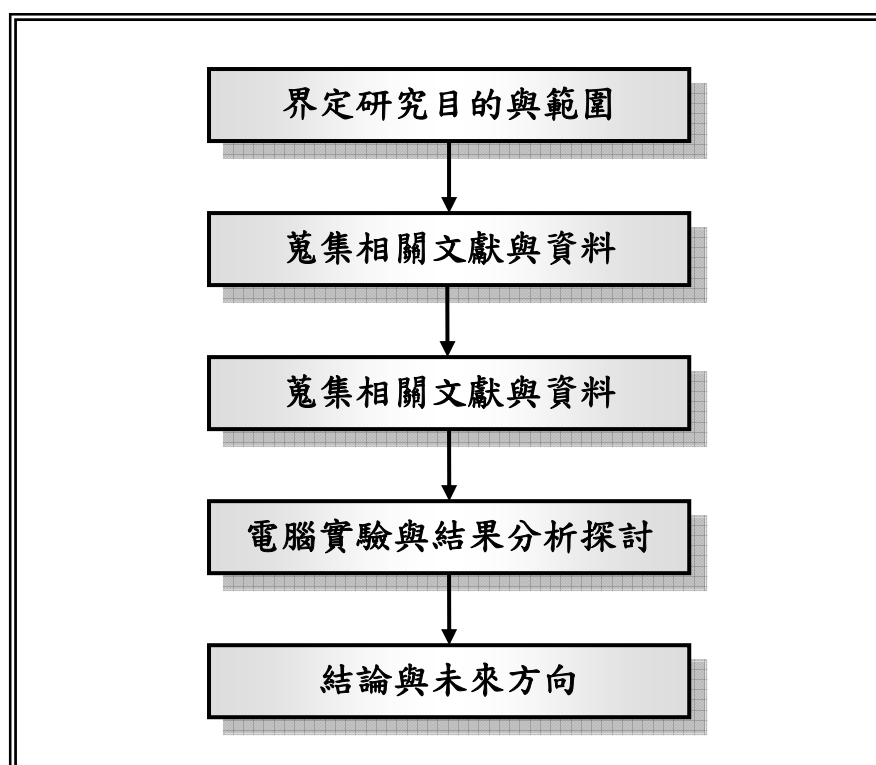 界定研究目的與範圍
蒐集相關文獻與資料
蒐集相關文獻與資料
電腦實驗與結果分析探討
結論與未來方向